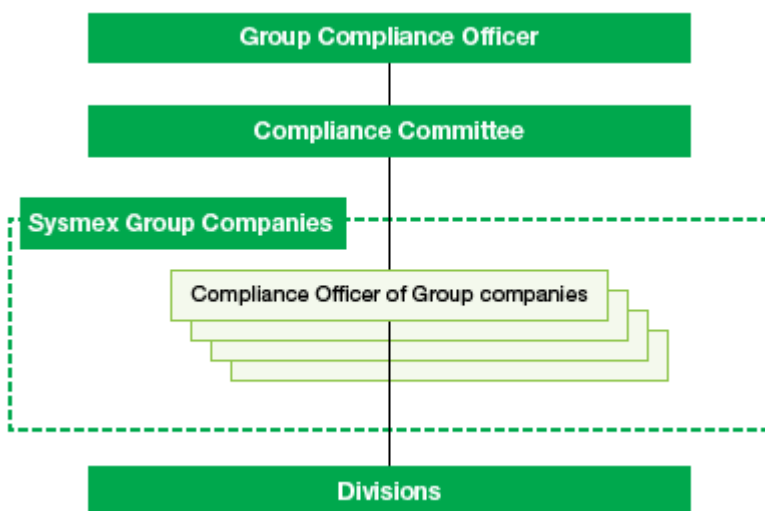 Group Compliance Officer
Compliance Committee
Sysmex Group Companies
Compliance Officer of Group companies
Divisions